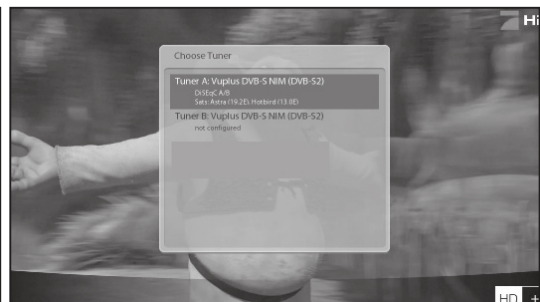 Hi
Choose Tuner
Tuner A: Vuplus DVB-S NIM (DVB-S2)
DiSEqC A/B
Sats: Astra (19.2E), Hotbird (13.0E)
Tuner B: Vuplus DVB-S NIM (DVB-S2)
not configured
HD +